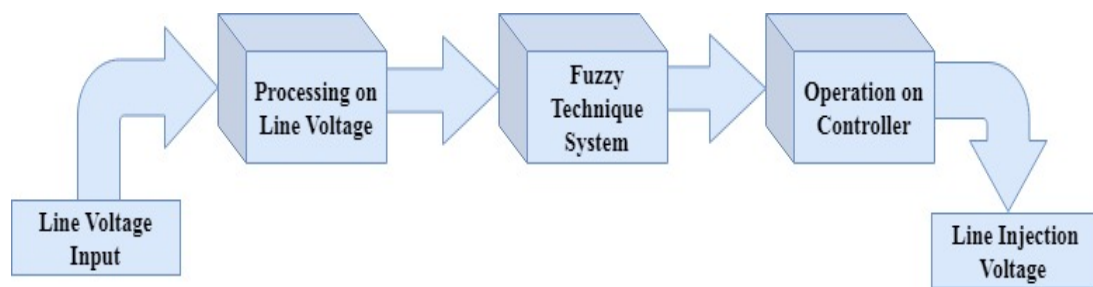 Line Voltage
Input
Processing on
Line Voltage
Fuzzy
Technique
System
Operation on
Controller
Line Injection
Voltage